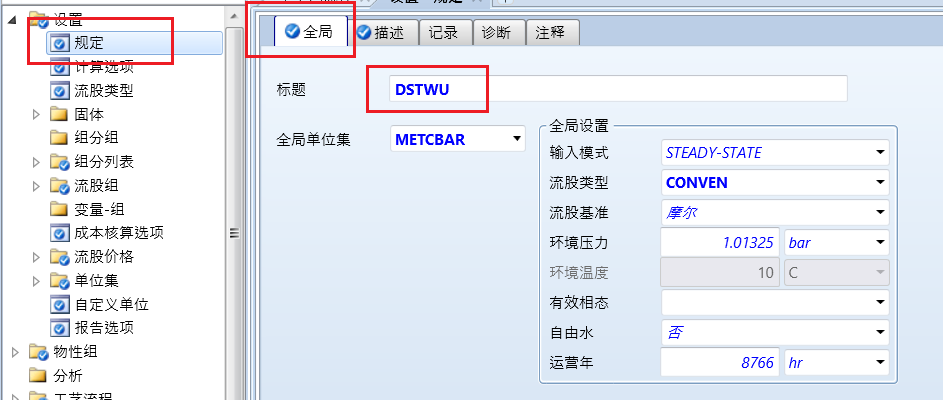 设置
规定
计算选项
流股类型
固体
组分组
组分列表
流股组
变量-组
成本核算选项
流股价格
单位集
自定义单位
报告选项
物性组
分析
全局 描述 记录 诊断 注释
标题 DSTWU
全局单位集 METCBAR
全局设置
输入模式 STEADY-STATE
流股类型 CONVEN
流股基准 摩尔
环境压力 1.01325 bar
环境温度 10 C
有效相态
自由水 否
运营年 8766 hr